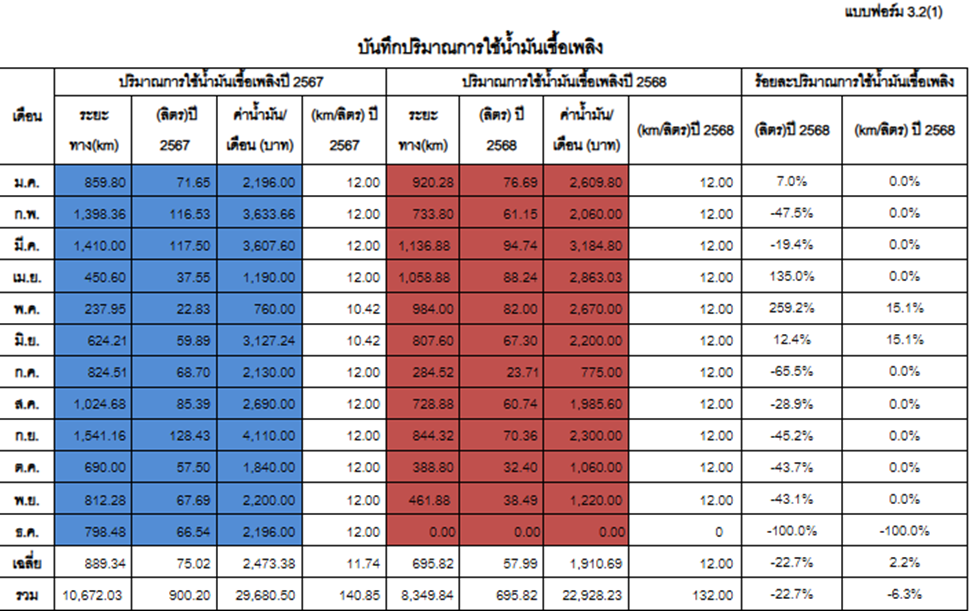 แบบฟอร์ม 3.2(1)
บันทึกปริมาณการใช้น้ำมันเชื้อเพลิง
เดือน ปริมาณการใช้น้ำมันเชื้อเพลิงปี 2567 ปริมาณการใช้น้ำมันเชื้อเพลิงปี 2568 ร้อยละปริมาณการใช้น้ำมันเชื้อเพลิง
ระยะ (ลิตร)ปี ค่าน้ำมัน/ (km/ลิตร) ปี ระยะ (ลิตร) ปี ค่าน้ำมัน/ (km/ลิตร)ปี 2568 (ลิตร)ปี 2568 (km/ลิตร) ปี 2568
ทาง(km) 2567 เดือน (บาท) 2567 ทาง(km) 2568 เดือน (บาท)
ม.ค. 859.80 71.65 2,196.00 12.00 920.28 76.69 2,609.80 12.00 7.0% 0.0%
ก.พ. 1,398.36 116.53 3,633.66 12.00 733.80 61.15 2,060.00 12.00 -47.5% 0.0%
มี.ค. 1,410.00 117.50 3,607.60 12.00 1,136.88 94.74 3,184.80 12.00 -19.4% 0.0%
เม.ย. 450.60 37.55 1,190.00 12.00 1,058.88 88.24 2,863.03 12.00 135.0% 0.0%
พ.ค. 237.95 22.83 760.00 10.42 984.00 82.00 2,670.00 12.00 259.2% 15.1%
มิ.ย. 624.21 59.89 3,127.24 10.42 807.60 67.30 2,200.00 12.00 12.4% 15.1%
ก.ค. 824.51 68.70 2,130.00 12.00 284.52 23.71 775.00 12.00 -65.5% 0.0%
ส.ค. 1,024.68 85.39 2,690.00 12.00 728.88 60.74 1,985.60 12.00 -28.9% 0.0%
ก.ย. 1,541.16 128.43 4,110.00 12.00 844.32 70.36 2,300.00 12.00 -45.2% 0.0%
ต.ค. 690.00 57.50 1,840.00 12.00 388.80 32.40 1,060.00 12.00 -43.7% 0.0%
พ.ย. 812.28 67.69 2,200.00 12.00 461.88 38.49 1,220.00 12.00 -43.1% 0.0%
ธ.ค. 798.48 66.54 2,196.00 12.00 0.00 0.00 0.00 0 -100.0% -100.0%
เฉลี่ย 889.34 75.02 2,473.38 11.74 695.82 57.99 1,910.69 -22.7% 2.2%
รวม 10,672.03 900.20 29,680.50 140.85 8,349.84 695.82 22,928.23 132.00 -22.7% -6.3%